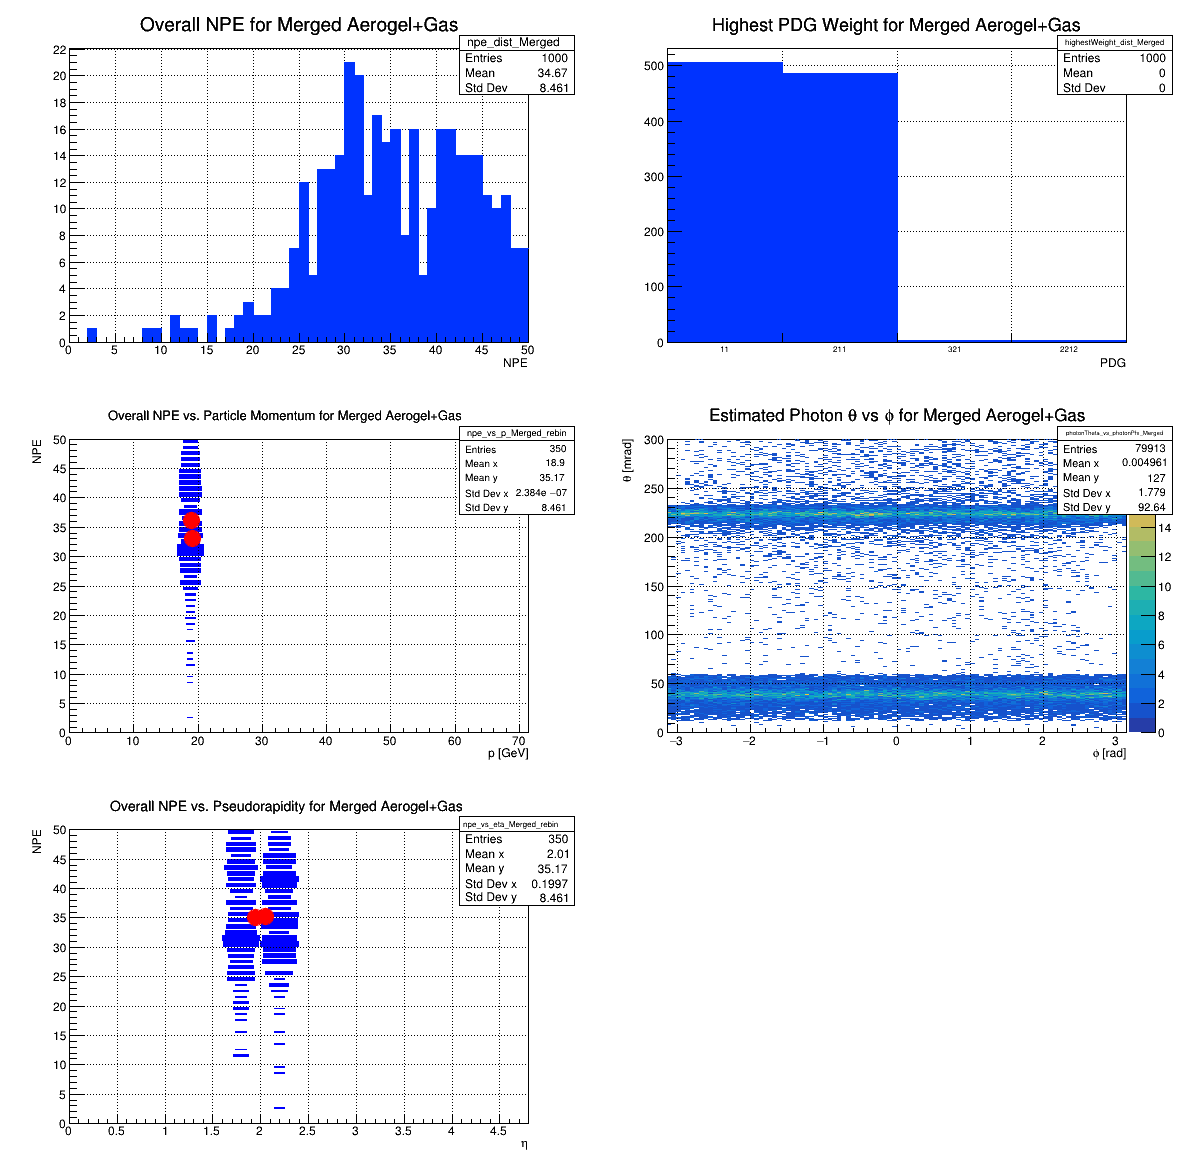 Overall NPE for Merged Aerogel+Gas
npe_dist_Merged
Entries 1000
Mean 34.67
Std Dev 8.461
22
20
18
16
14
12
10
8
6
4
2
0
0 5 10 15 20 25 30 35 40 45 50
NPE
Highest PDG Weight for Merged Aerogel+Gas
highestWeight_dist_Merged
Entries 1000
Mean 0
Std Dev 0
500
400
300
200
100
0
11 211 321 2212
PDG
Overall NPE vs. Particle Momentum for Merged Aerogel+Gas
npe_vs_p_Merged_rebin
Entries 350
Mean x 18.9
Mean y 35.17
Std Dev x 2.384e −07
Std Dev y 8.461
NPE
50
45
40
35
30
25
20
15
10
5
0
0 10 20 30 40 50 60 70
p [GeV]
Estimated Photon θ vs ϕ for Merged Aerogel+Gas
photonTheta_vs_photonPhi_Merged
Entries 79913
Mean x 0.004961
Mean y 127
Std Dev x 1.779
Std Dev y 92.64
θ [mrad]
300
250
200
150
100
50
0
−3 −2 −1 0 1 2 3
ϕ [rad]
14
12
10
8
6
4
2
0
Overall NPE vs. Pseudorapidity for Merged Aerogel+Gas
npe_vs_eta_Merged_rebin
Entries 350
Mean x 2.01
Mean y 35.17
Std Dev x 0.1997
Std Dev y 8.461
NPE
50
45
40
35
30
25
20
15
10
5
0
0 0.5 1 1.5 2 2.5 3 3.5 4 4.5
η